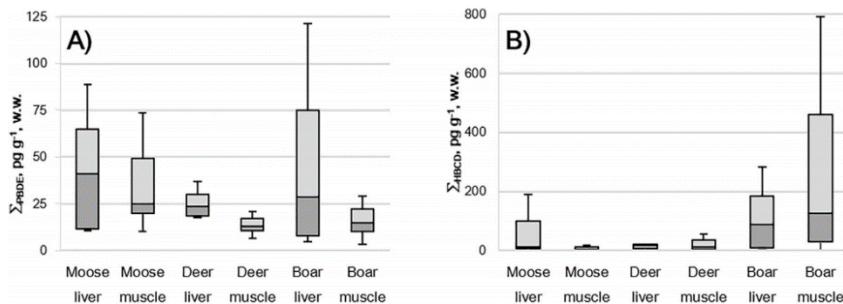 A)
ΣPBDE, pg g⁻¹, w.w.
125
100
75
50
25
0
Moose liver
Moose muscle
Deer liver
Deer muscle
Boar liver
Boar muscle
B)
ΣHBCD, pg g⁻¹, w.w.
800
600
400
200
0
Moose liver
Moose muscle
Deer liver
Deer muscle
Boar liver
Boar muscle